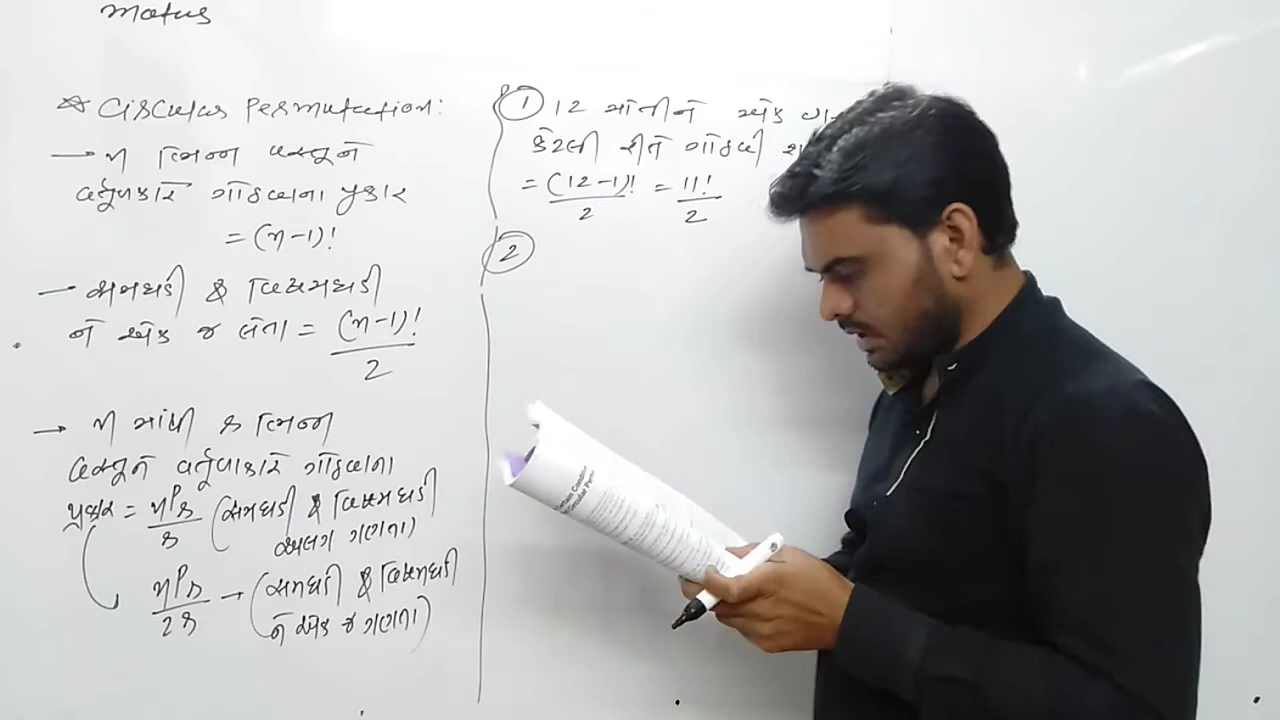 Maths
* Circular Permutation:
→ n ભિન્ન વસ્તુને
વર્તુળાકારે ગોઠવવાના પ્રકાર
= (n-1)!
→ સમઘડી & વિષમઘડી
ને એક જ લેતા = (n-1)! / 2
→ n માંથી r ભિન્ન
વસ્તુને વર્તુળાકારે ગોઠવવાના
પ્રકાર = nPr / r (સમઘડી & વિષમઘડી
અલગ ગણતા)
nPr / 2r → (સમઘડી & વિષમઘડી
ને એક જ ગણતા)
① 12 મોતીને એક
કેટલી રીતે ગોઠવી
= (12-1)! / 2 = 11! / 2
②